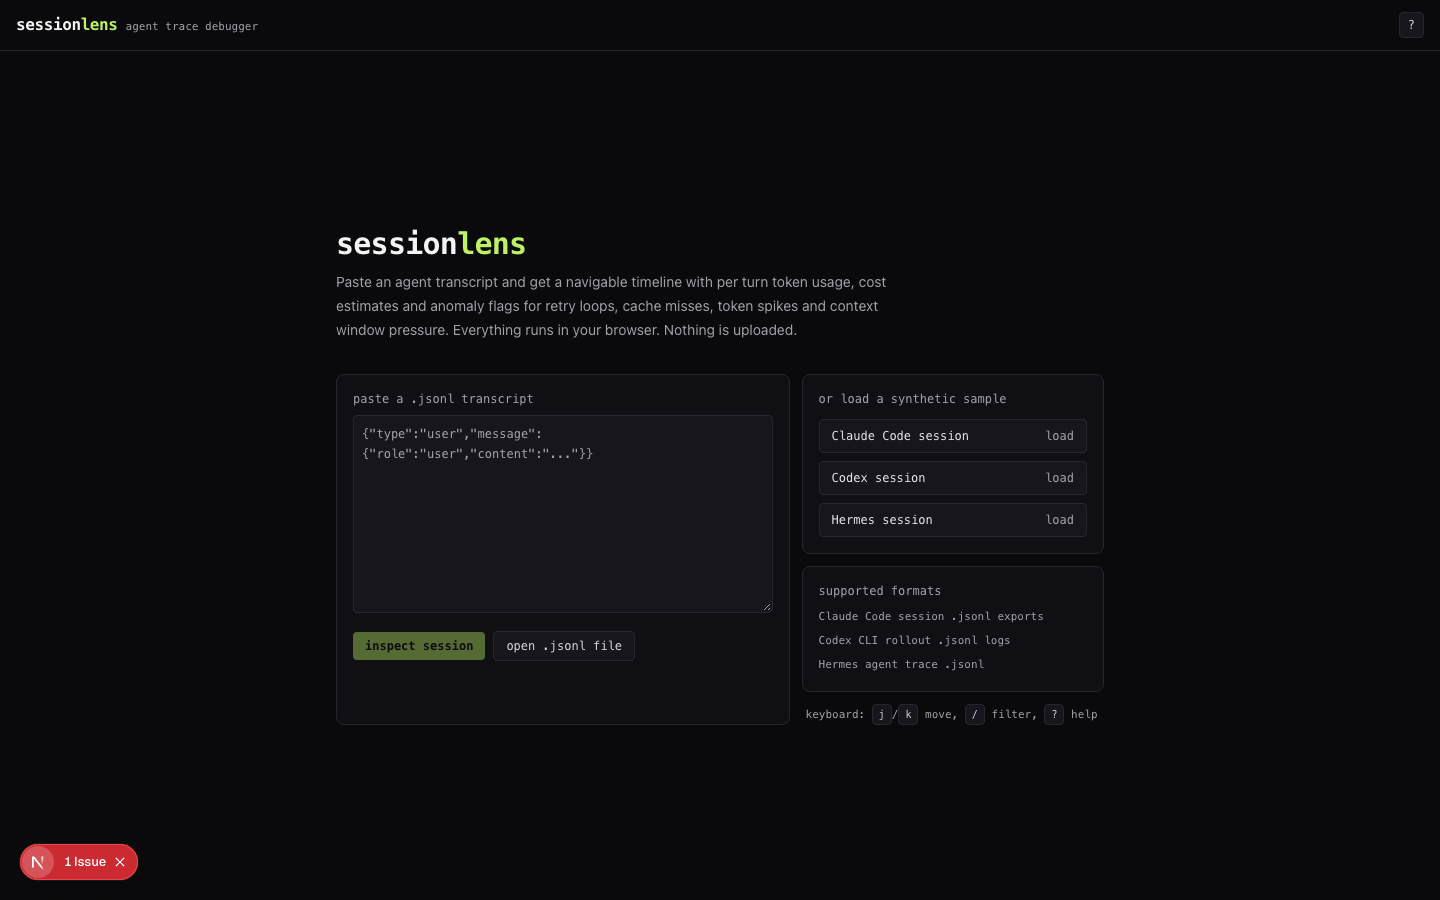 sessionlens agent trace debugger
?
sessionlens
Paste an agent transcript and get a navigable timeline with per turn token usage, cost
estimates and anomaly flags for retry loops, cache misses, token spikes and context
window pressure. Everything runs in your browser. Nothing is uploaded.
paste a .jsonl transcript
{"type":"user","message":
{"role":"user","content":"..."}}
inspect session
open .jsonl file
or load a synthetic sample
Claude Code session load
Codex session load
Hermes session load
supported formats
Claude Code session .jsonl exports
Codex CLI rollout .jsonl logs
Hermes agent trace .jsonl
keyboard: j/k move, / filter, ? help
N 1 Issue